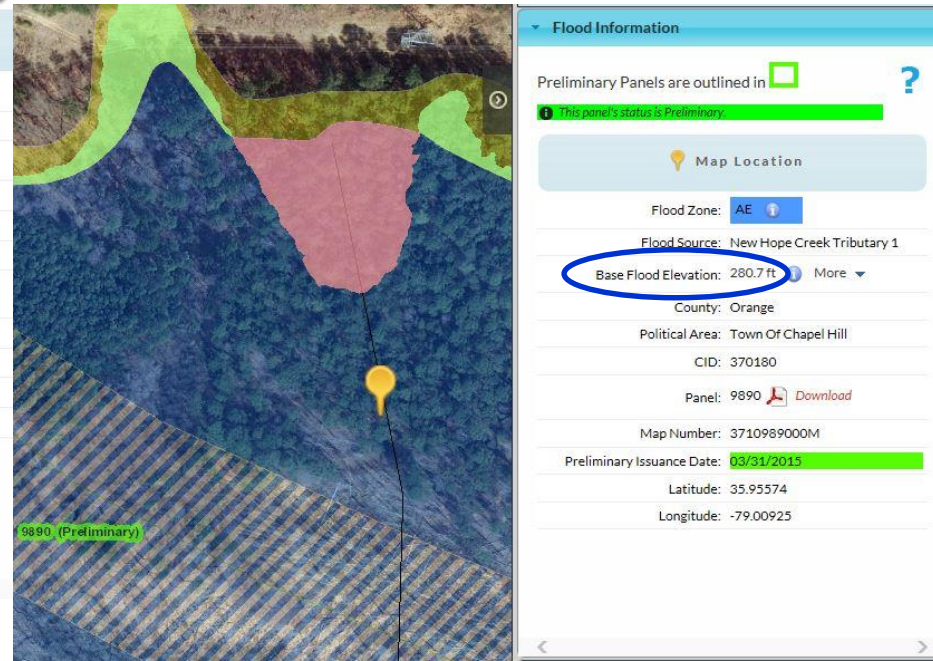 Flood Information
Preliminary Panels are outlined in
?
This panel's status is Preliminary.
Map Location
Flood Zone: AE
Flood Source: New Hope Creek Tributary 1
Base Flood Elevation: 280.7 ft More
County: Orange
Political Area: Town Of Chapel Hill
CID: 370180
Panel: 9890 Download
Map Number: 3710989000M
Preliminary Issuance Date: 03/31/2015
Latitude: 35.95574
Longitude: -79.00925
9890 (Preliminary)